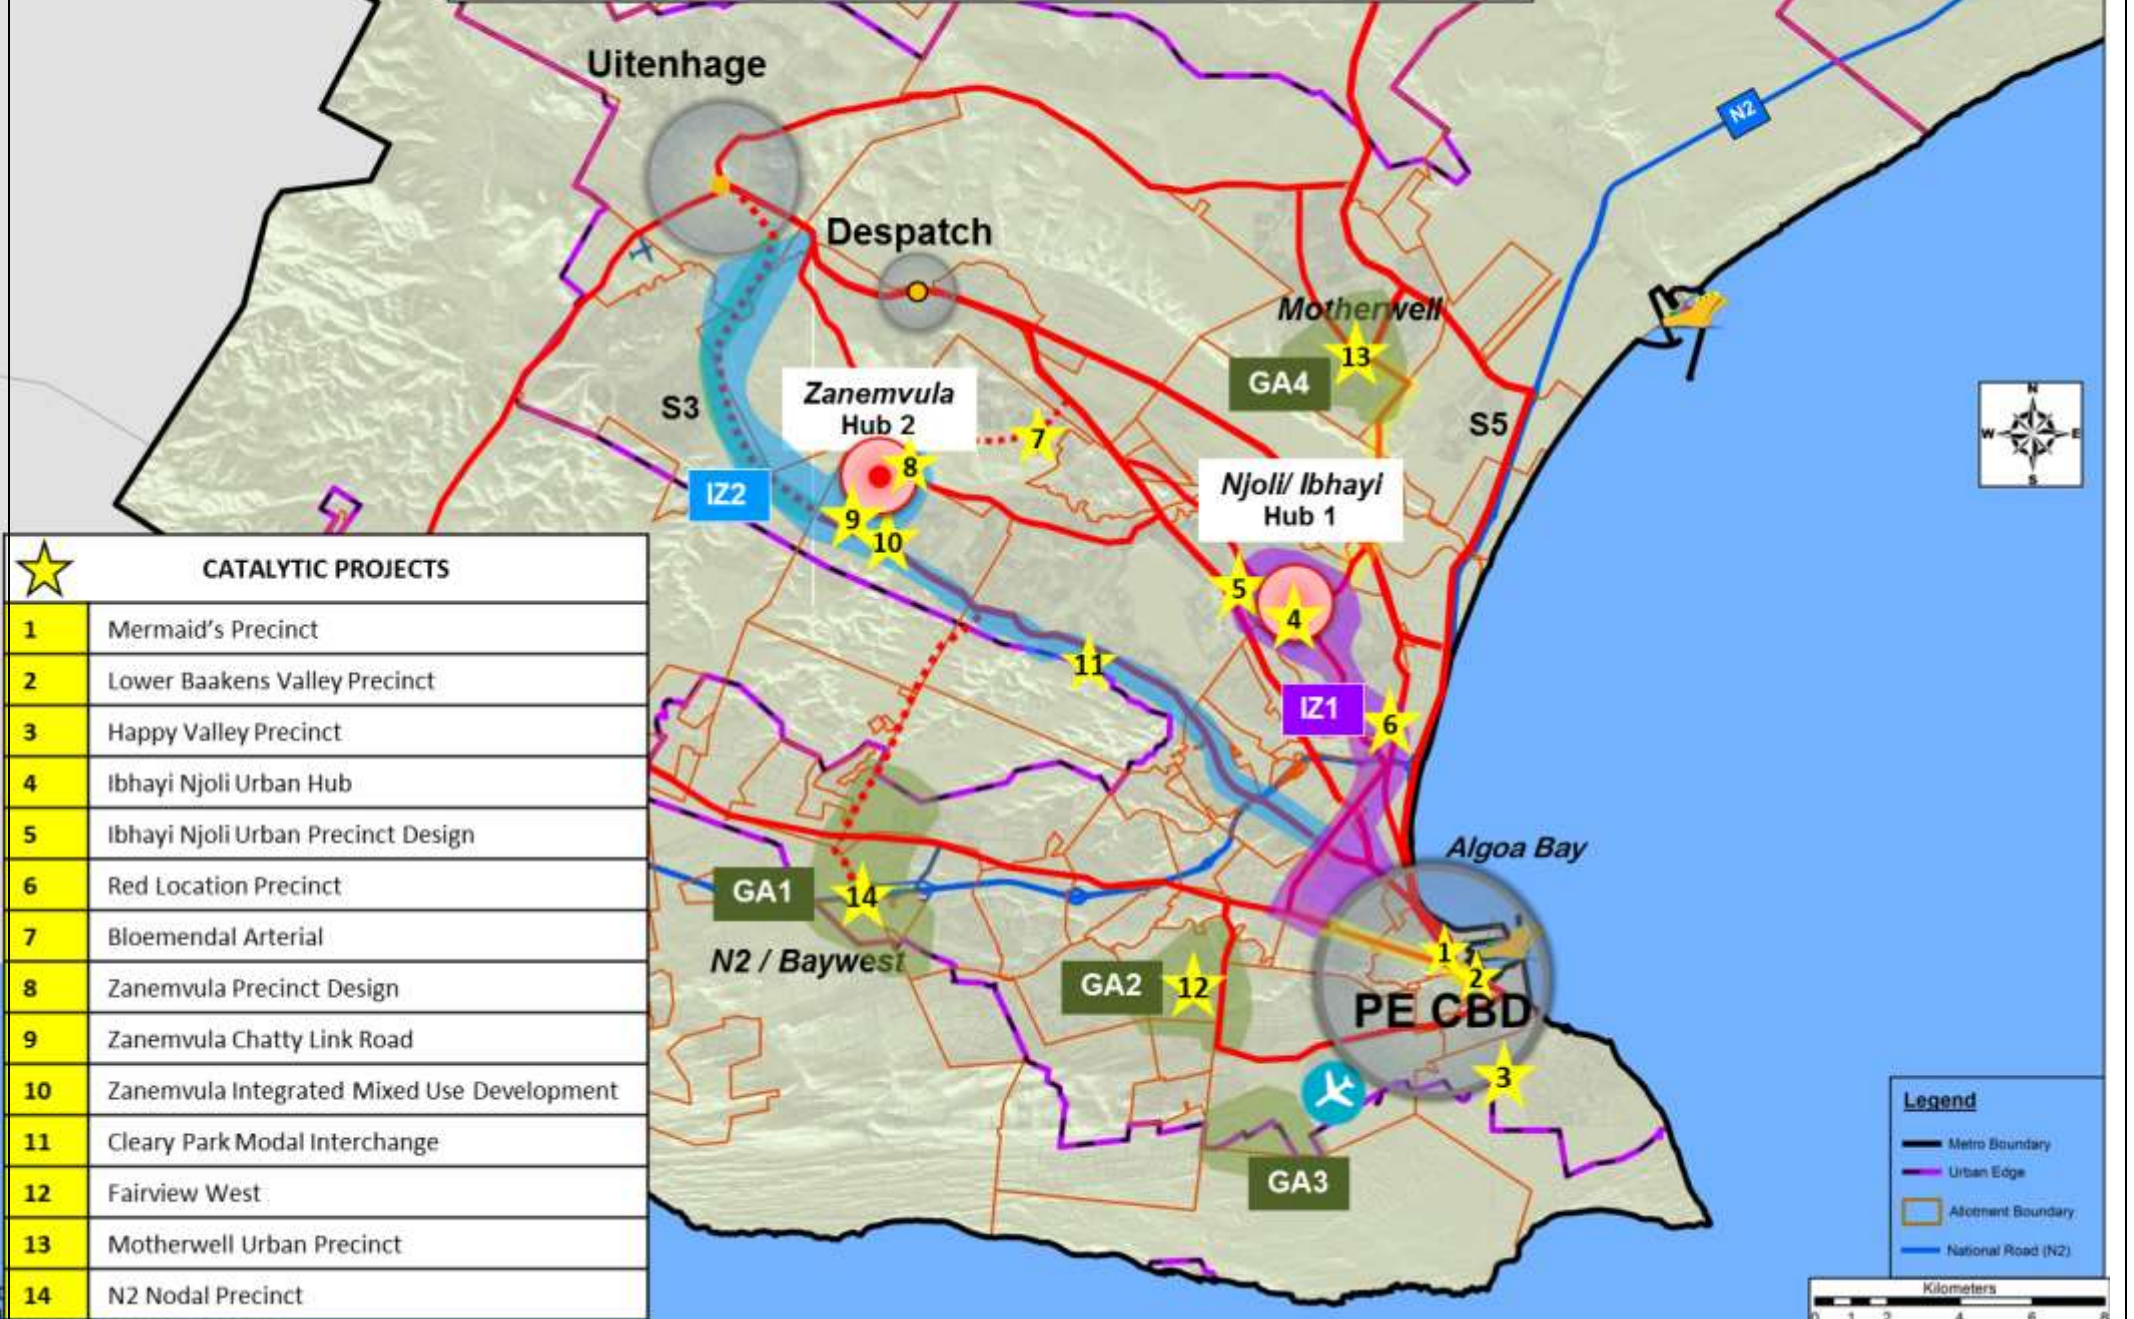 Uitenhage
N2
Despatch
Motherwell
13
GA4
S3
Zanemvula
Hub 2
S5
N
W E
S
7
8
IZ2
Njoli/ Ibhayi
Hub 1
9
10
5
4
11
IZ1
6
Algoa Bay
GA1
14
N2 / Baywest
GA2
12
1
2
PE CBD
3
GA3
CATALYTIC PROJECTS
1 Mermaid’s Precinct
2 Lower Baakens Valley Precinct
3 Happy Valley Precinct
4 Ibhayi Njoli Urban Hub
5 Ibhayi Njoli Urban Precinct Design
6 Red Location Precinct
7 Bloemendal Arterial
8 Zanemvula Precinct Design
9 Zanemvula Chatty Link Road
10 Zanemvula Integrated Mixed Use Development
11 Cleary Park Modal Interchange
12 Fairview West
13 Motherwell Urban Precinct
14 N2 Nodal Precinct
Legend
Metro Boundary
Urban Edge
Allotment Boundary
National Road (N2)
Kilometers